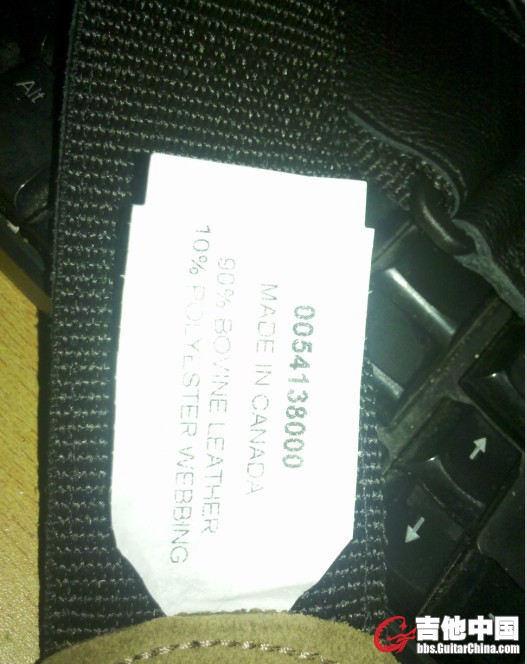 Alt
0054138000
MADE IN CANADA
90% BOVINE LEATHER
10% POLYESTER WEBBING
吉他中国
bbs.GuitarChina.com